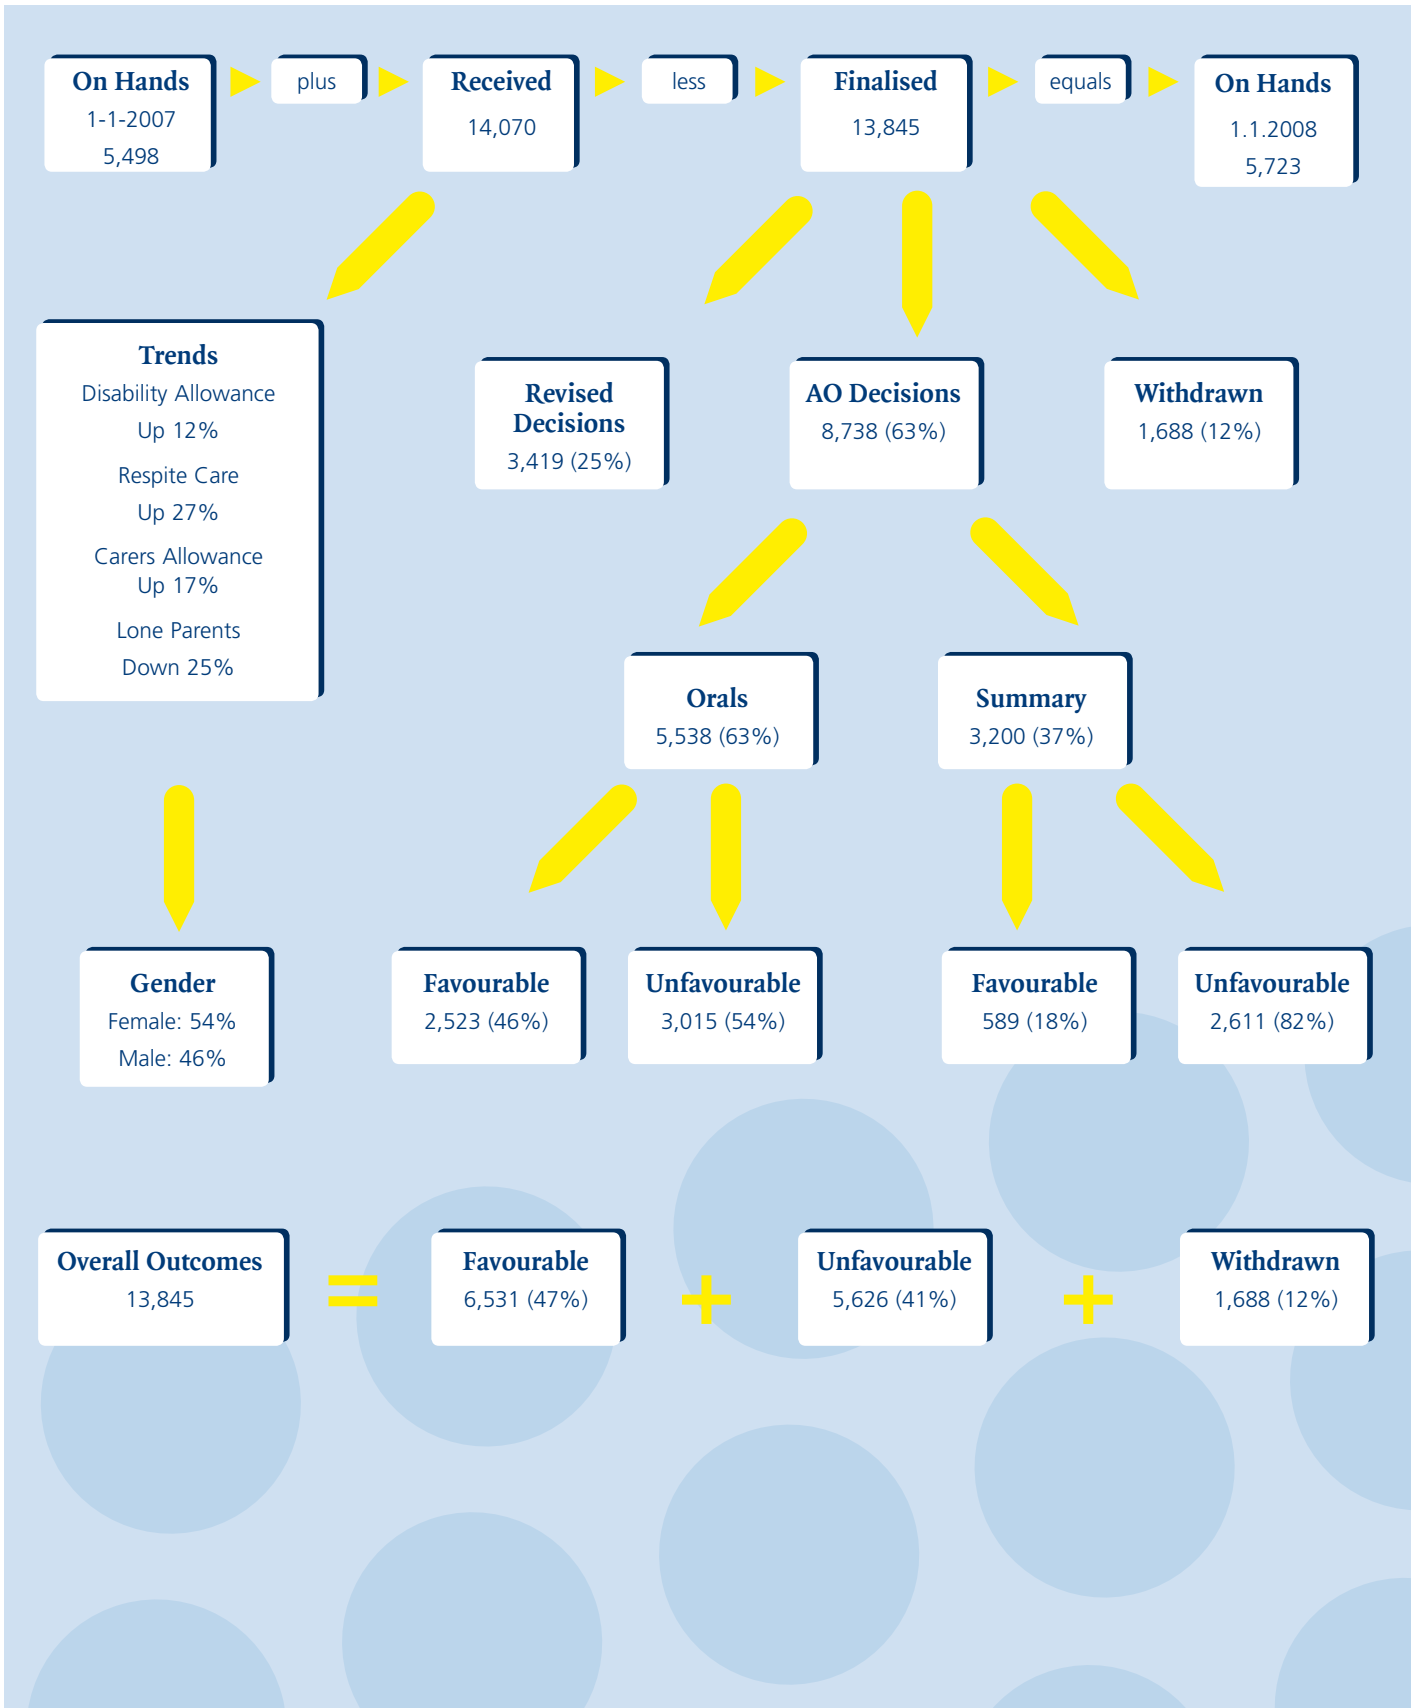 On Hands
1-1-2007
5,498
plus
Received
14,070
less
Finalised
13,845
equals
On Hands
1.1.2008
5,723
Trends
Disability Allowance
Up 12%
Respite Care
Up 27%
Carers Allowance
Up 17%
Lone Parents
Down 25%
Revised
Decisions
3,419 (25%)
AO Decisions
8,738 (63%)
Withdrawn
1,688 (12%)
Orals
5,538 (63%)
Summary
3,200 (37%)
Gender
Female: 54%
Male: 46%
Favourable
2,523 (46%)
Unfavourable
3,015 (54%)
Favourable
589 (18%)
Unfavourable
2,611 (82%)
Overall Outcomes
13,845
=
Favourable
6,531 (47%)
+
Unfavourable
5,626 (41%)
+
Withdrawn
1,688 (12%)